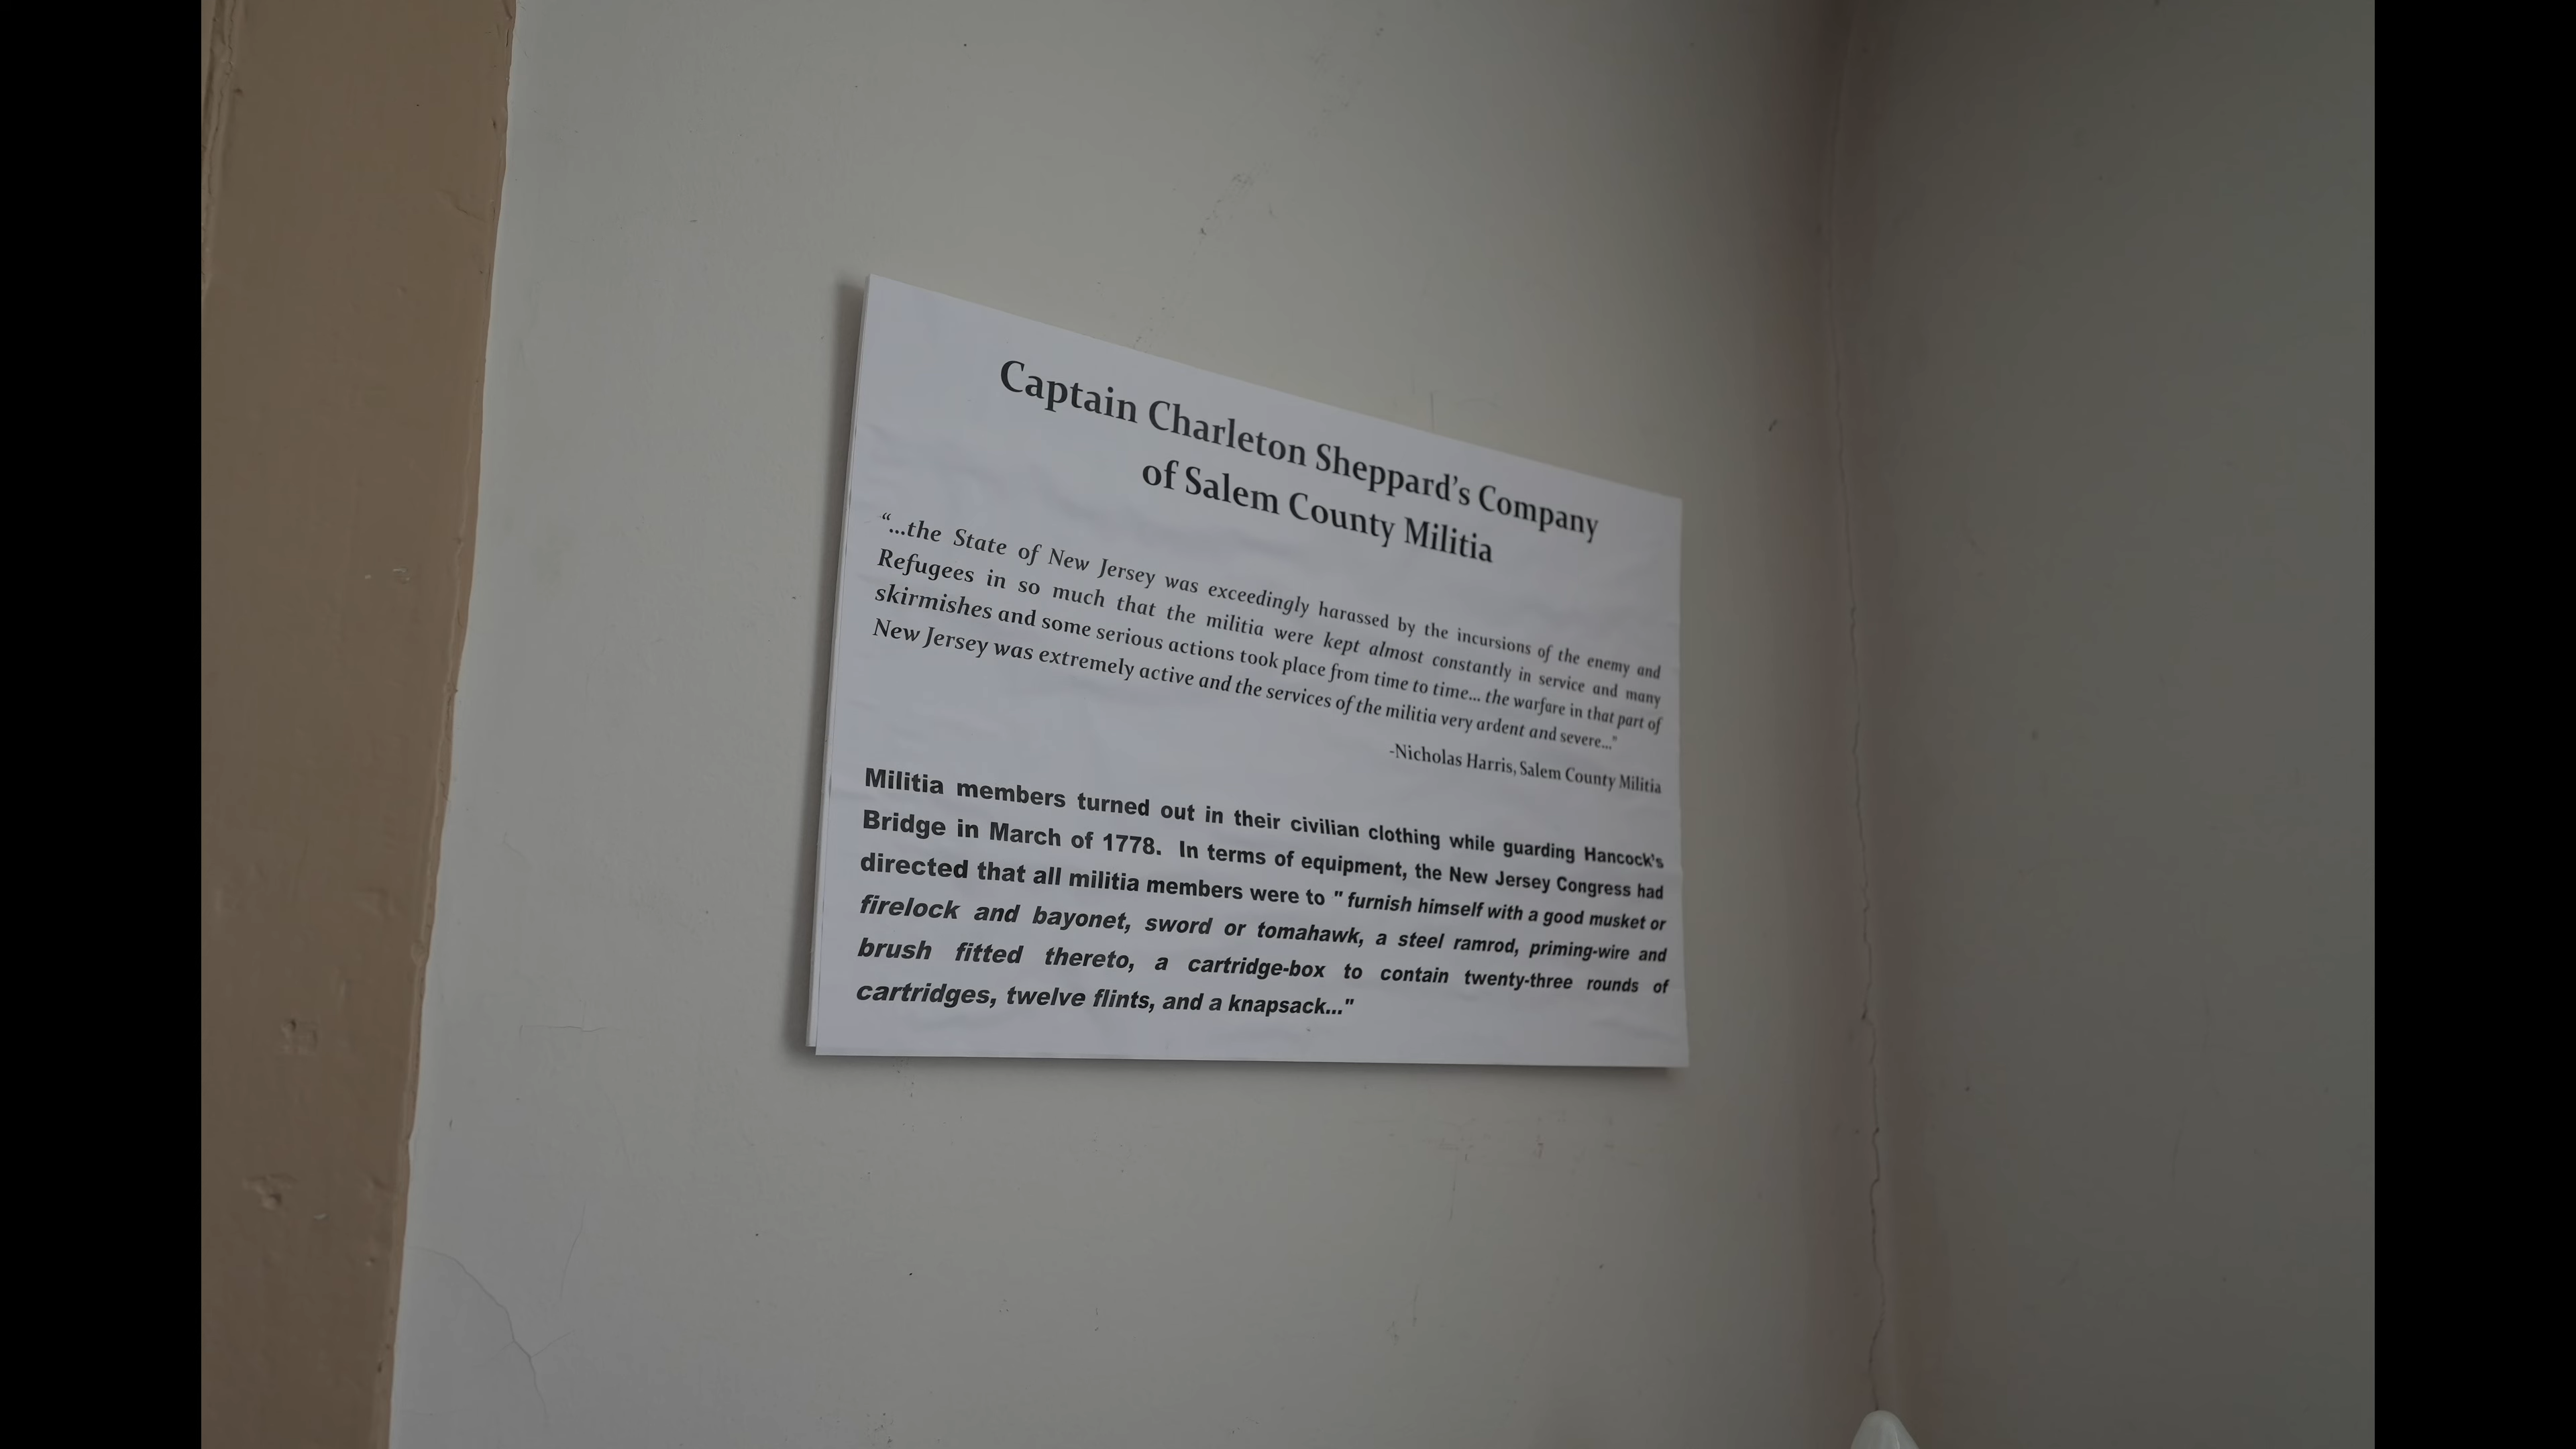 Captain Charleton Sheppard's Company
of Salem County Militia
“...the State of New Jersey was exceedingly harassed by the incursions of the enemy and
Refugees in so much that the militia were kept almost constantly in service and many
skirmishes and some serious actions took place from time to time... the warfare in that part of
New Jersey was extremely active and the services of the militia very ardent and severe..."
-Nicholas Harris, Salem County Militia
Militia members turned out in their civilian clothing while guarding Hancock's
Bridge in March of 1778. In terms of equipment, the New Jersey Congress had
directed that all militia members were to " furnish himself with a good musket or
firelock and bayonet, sword or tomahawk, a steel ramrod, priming-wire and
brush fitted thereto, a cartridge-box to contain twenty-three rounds of
cartridges, twelve flints, and a knapsack..."